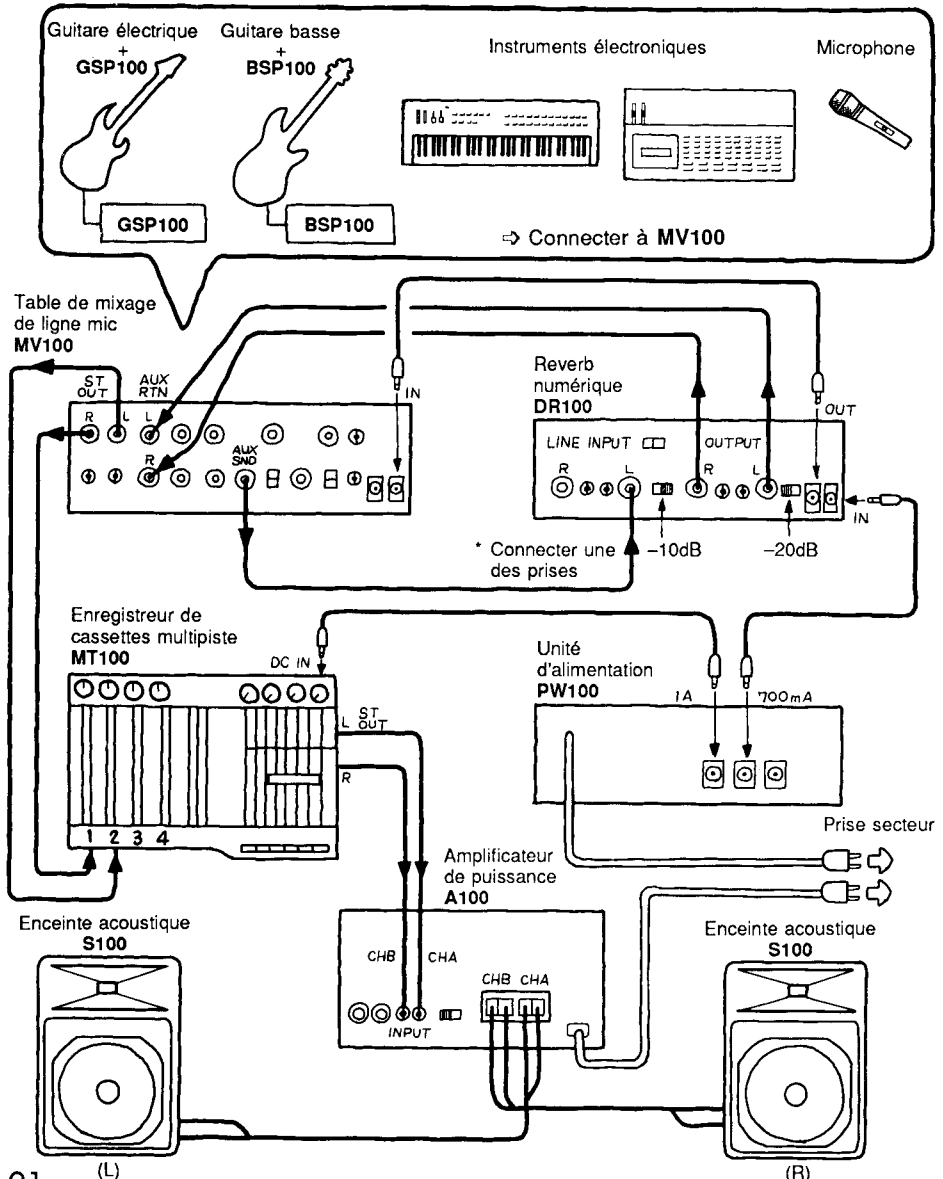 Guitare électrique
+
GSP100
Guitare basse
+
BSP100
Instruments électroniques
Microphone
GSP100
BSP100
⇨ Connecter à MV100
Table de mixage
de ligne mic
MV100
ST
OUT
AUX
RTN
IN
R
L
L
R
AUX
SND
Reverb
numérique
DR100
OUT
LINE INPUT
OUTPUT
R
L
R
L
IN
* Connecter une
des prises
–10dB
–20dB
Enregistreur de
cassettes multipiste
MT100
DC IN
L
ST
OUT
R
1 2 3 4
Unité
d'alimentation
PW100
1A
700mA
Prise secteur
Amplificateur
de puissance
A100
CHB
CHA
CHB CHA
INPUT
Enceinte acoustique
S100
(L)
Enceinte acoustique
S100
(R)